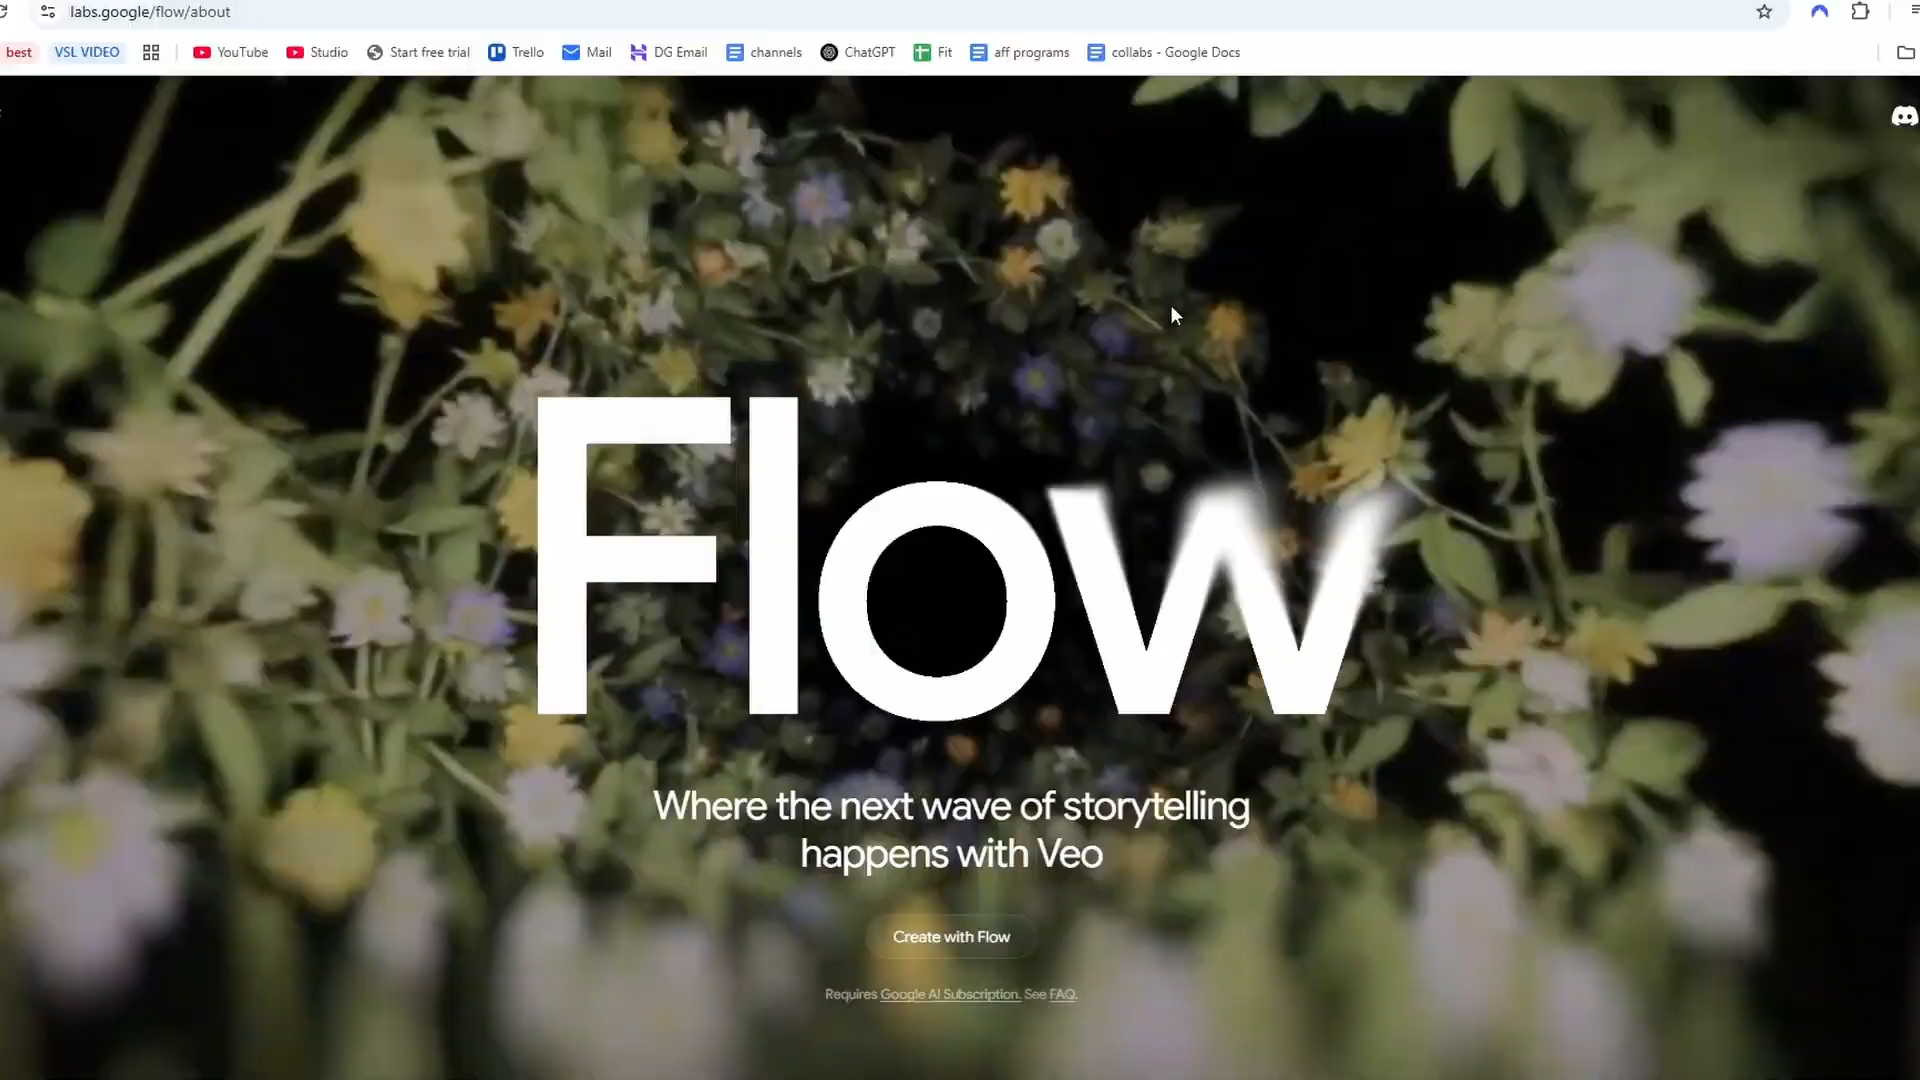 labs.google/flow/about
best VSL VIDEO YouTube Studio Start free trial Trello Mail DG Email channels ChatGPT Fit aff programs collabs - Google Docs
Flow
Where the next wave of storytelling
happens with Veo
Create with Flow
Requires Google AI Subscription. See FAQ.